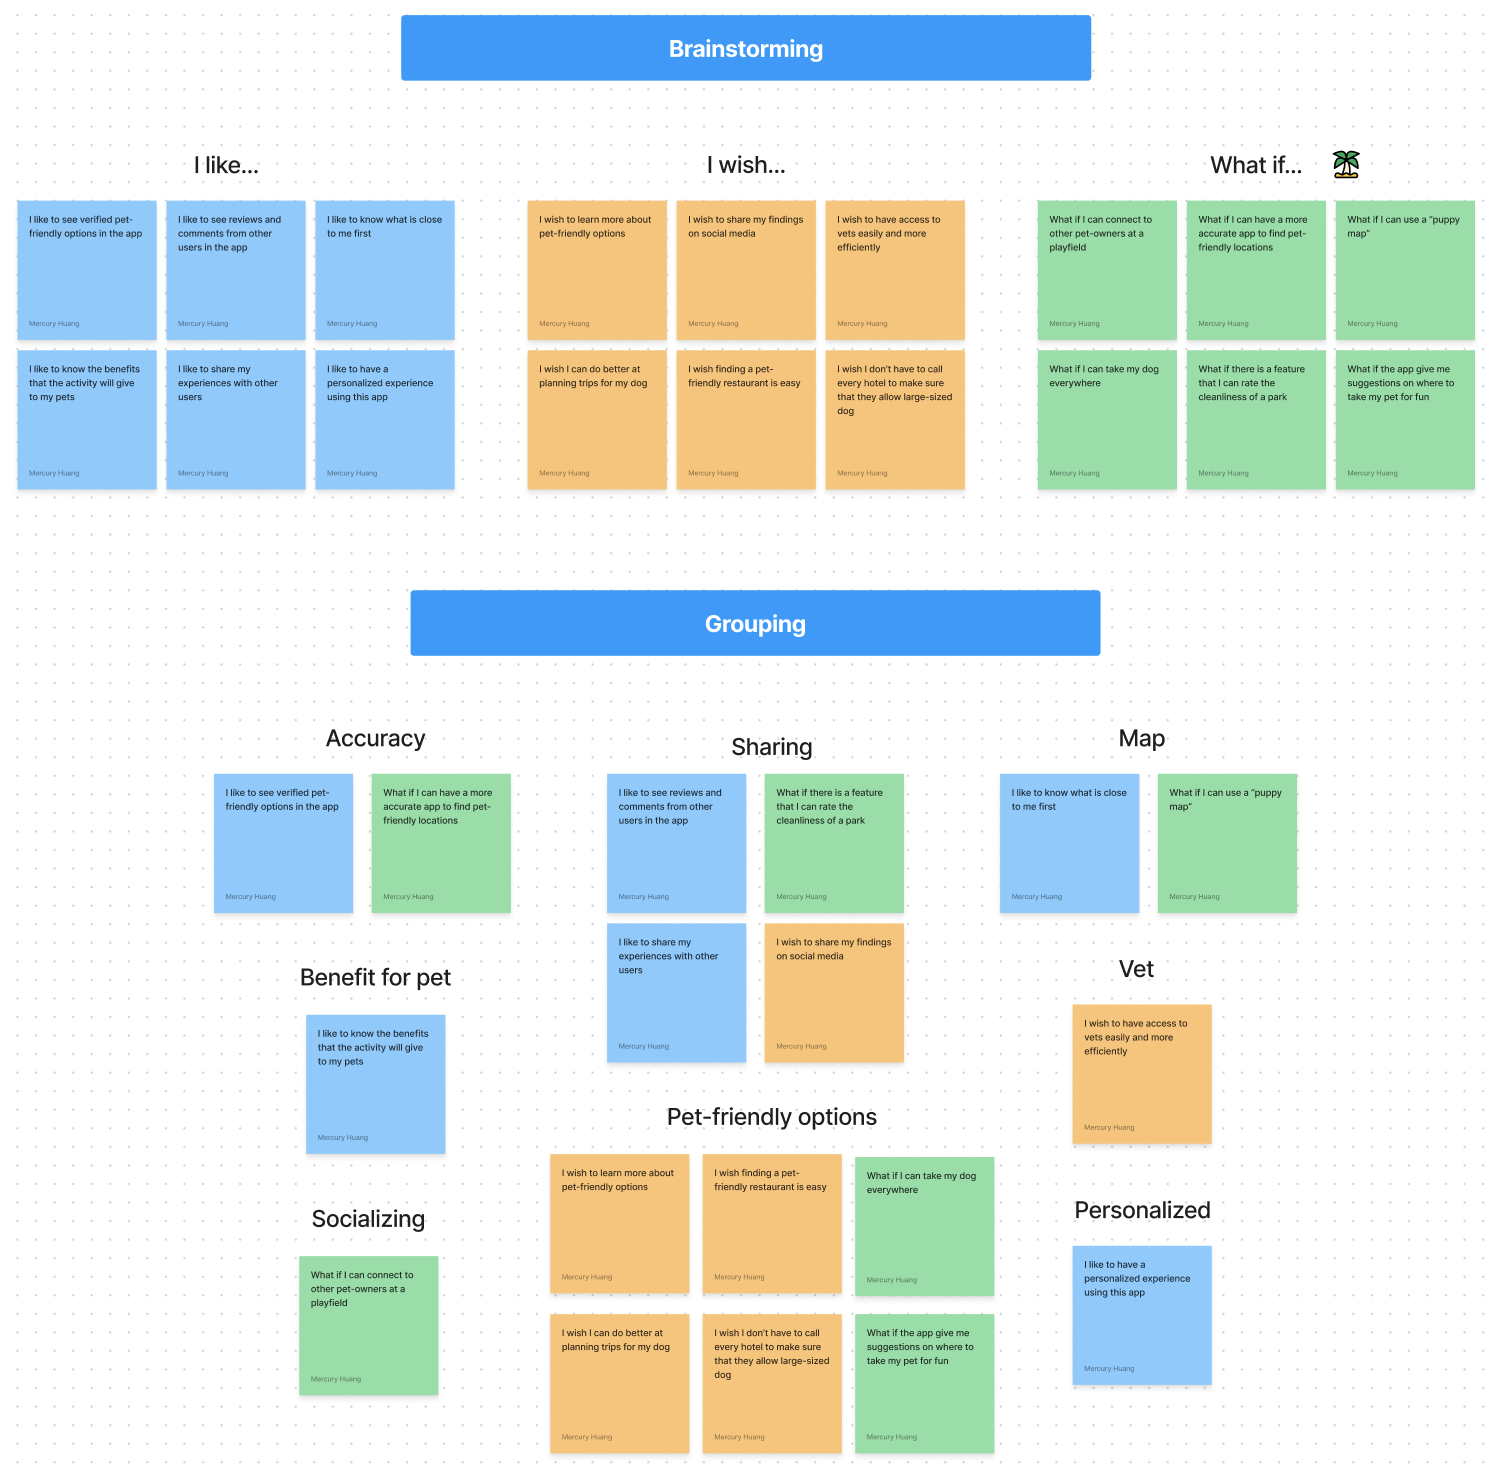 Brainstorming
I like...
I like to see verified pet-
friendly options in the app
Mercury Huang
I like to see reviews and
comments from other
users in the app
Mercury Huang
I like to know what is close
to me first
Mercury Huang
I like to know the benefits
that the activity will give
to my pets
Mercury Huang
I like to share my
experiences with other
users
Mercury Huang
I like to have a
personalized experience
using this app
Mercury Huang
I wish...
I wish to learn more about
pet-friendly options
Mercury Huang
I wish to share my findings
on social media
Mercury Huang
I wish to have access to
vets easily and more
efficiently
Mercury Huang
I wish I can do better at
planning trips for my dog
Mercury Huang
I wish finding a pet-
friendly restaurant is easy
Mercury Huang
I wish I don't have to call
every hotel to make sure
that they allow large-sized
dog
Mercury Huang
What if...
What if I can connect to
other pet-owners at a
playfield
Mercury Huang
What if I can have a more
accurate app to find pet-
friendly locations
Mercury Huang
What if I can use a "puppy
map"
Mercury Huang
What if I can take my dog
everywhere
Mercury Huang
What if there is a feature
that I can rate the
cleanliness of a park
Mercury Huang
What if the app give me
suggestions on where to
take my pet for fun
Mercury Huang
Grouping
Accuracy
I like to see verified pet-
friendly options in the app
Mercury Huang
What if I can have a more
accurate app to find pet-
friendly locations
Mercury Huang
Sharing
I like to see reviews and
comments from other
users in the app
Mercury Huang
What if there is a feature
that I can rate the
cleanliness of a park
Mercury Huang
I like to share my
experiences with other
users
Mercury Huang
I wish to share my findings
on social media
Mercury Huang
Map
I like to know what is close
to me first
Mercury Huang
What if I can use a "puppy
map"
Mercury Huang
Benefit for pet
I like to know the benefits
that the activity will give
to my pets
Mercury Huang
Vet
I wish to have access to
vets easily and more
efficiently
Mercury Huang
Socializing
What if I can connect to
other pet-owners at a
playfield
Mercury Huang
Pet-friendly options
I wish to learn more about
pet-friendly options
Mercury Huang
I wish finding a pet-
friendly restaurant is easy
Mercury Huang
What if I can take my dog
everywhere
Mercury Huang
I wish I can do better at
planning trips for my dog
Mercury Huang
I wish I don't have to call
every hotel to make sure
that they allow large-sized
dog
Mercury Huang
What if the app give me
suggestions on where to
take my pet for fun
Mercury Huang
Personalized
I like to have a
personalized experience
using this app
Mercury Huang